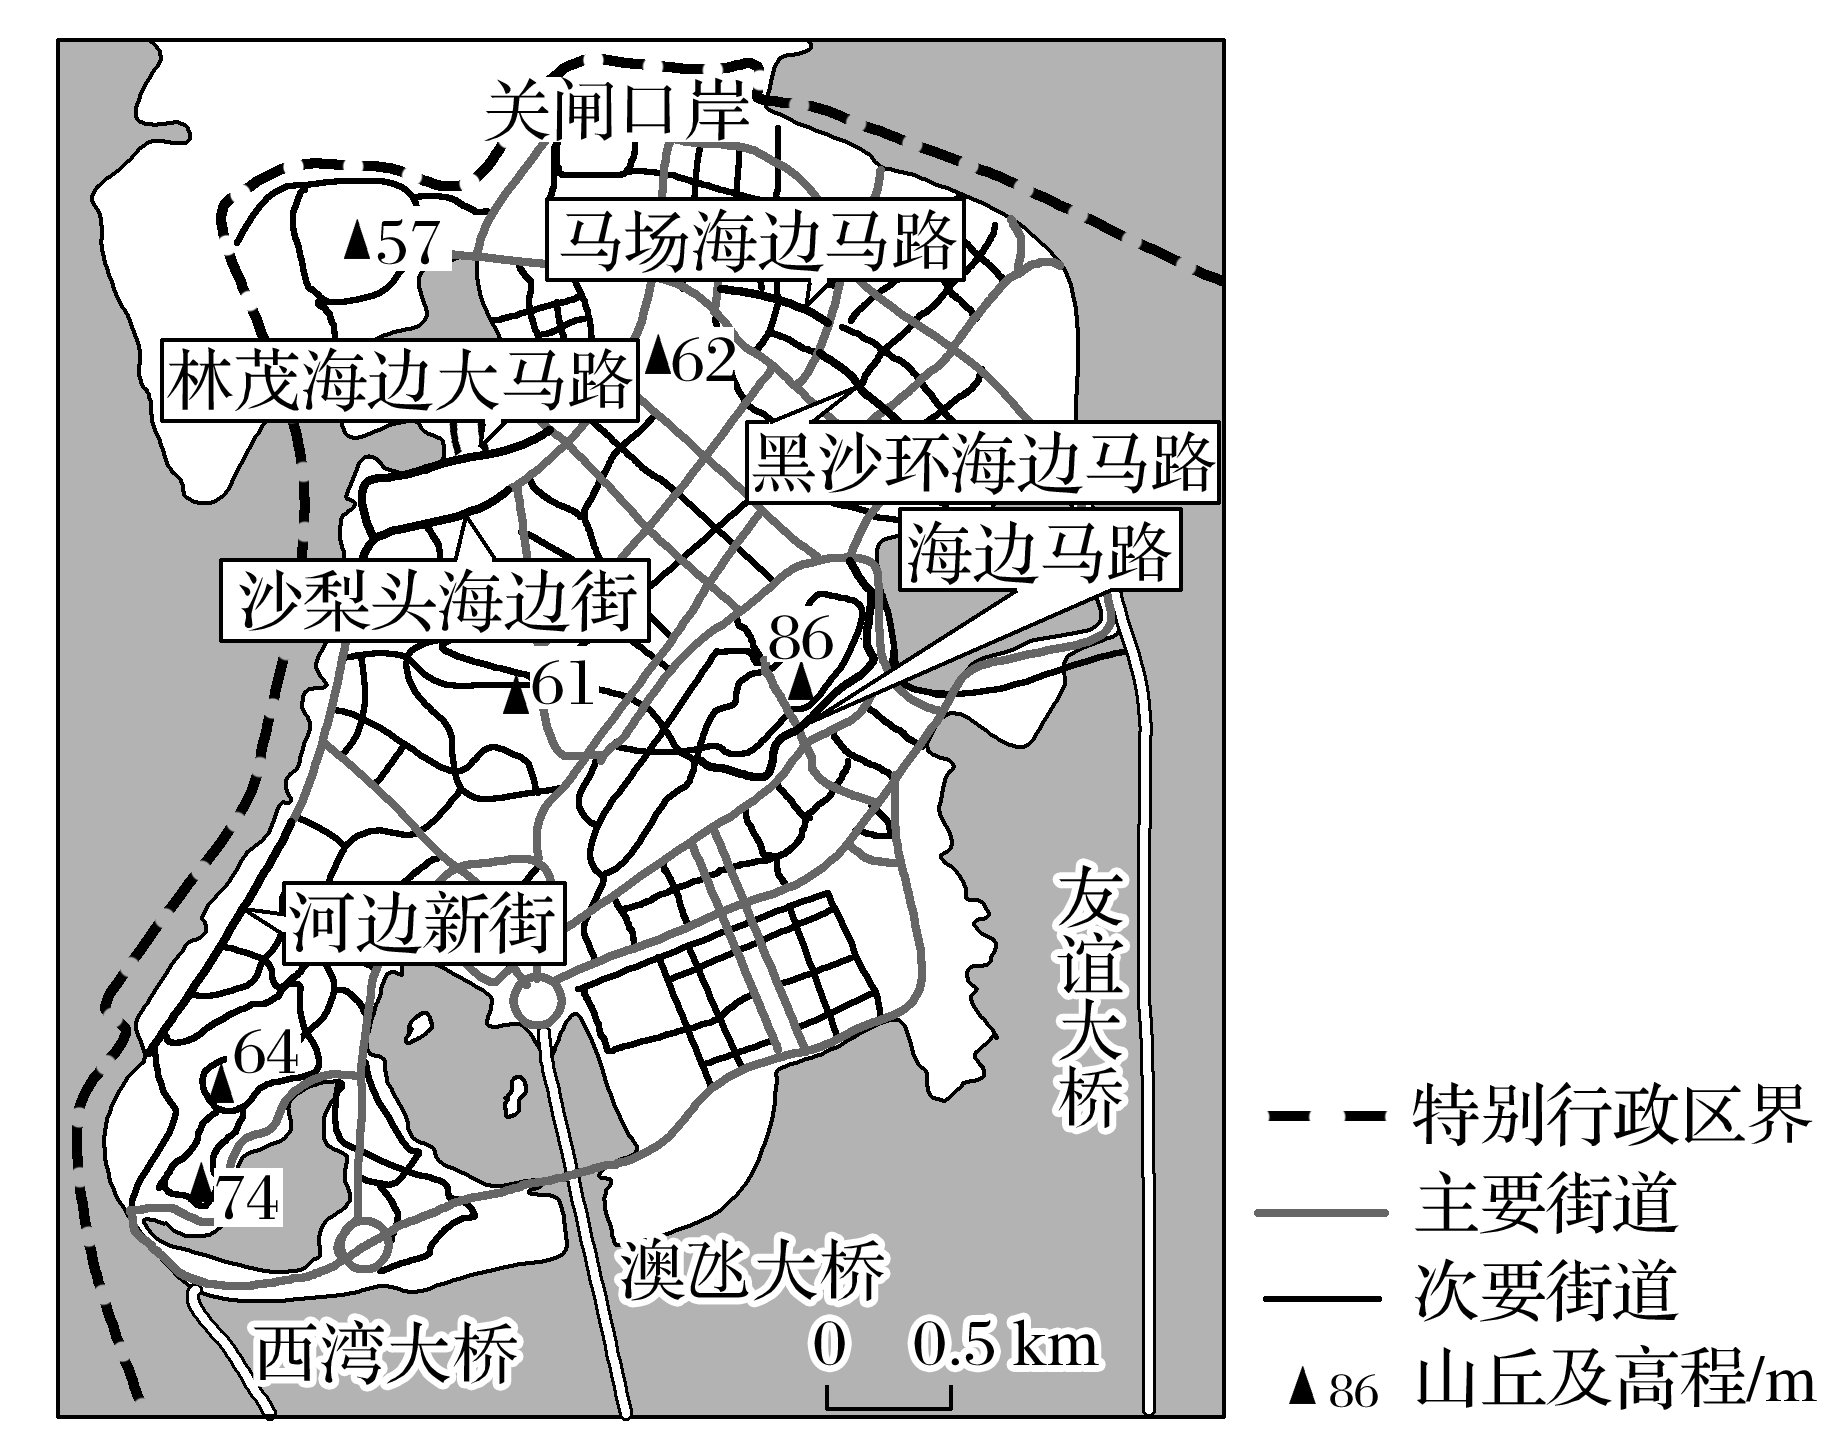 关闸口岸
57
马场海边马路
林茂海边大马路
62
黑沙环海边马路
海边马路
沙梨头海边街
86
61
河边新街
友谊大桥
64
74
澳氹大桥
西湾大桥
0 0.5 km
特别行政区界
主要街道
次要街道
86 山丘及高程/m